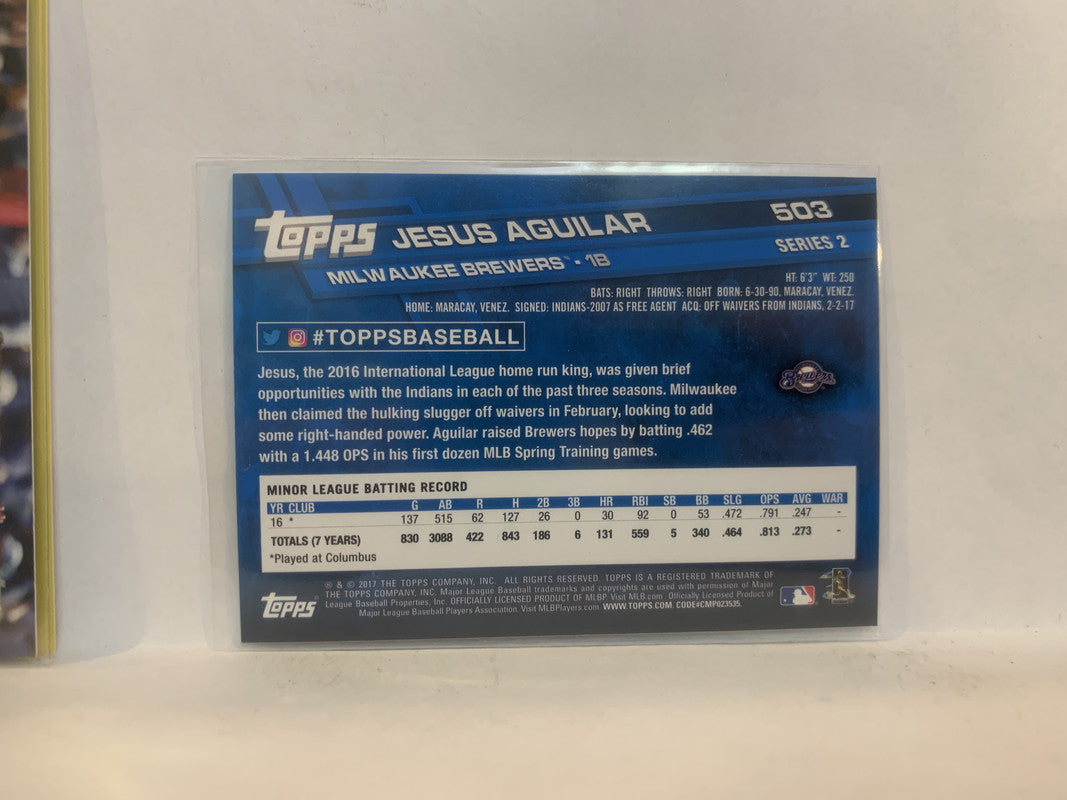 TOPPS JESUS AGUILAR 503
MILWAUKEE BREWERS™ • 1B SERIES 2
HT: 6'3" WT: 250
BATS: RIGHT THROWS: RIGHT BORN: 6-30-90, MARACAY, VENEZ.
HOME: MARACAY, VENEZ. SIGNED: INDIANS-2007 AS FREE AGENT ACQ: OFF WAIVERS FROM INDIANS, 2-2-17
#TOPPSBASEBALL
Jesus, the 2016 International League home run king, was given brief
opportunities with the Indians in each of the past three seasons. Milwaukee
then claimed the hulking slugger off waivers in February, looking to add
some right-handed power. Aguilar raised Brewers hopes by batting .462
with a 1.448 OPS in his first dozen MLB Spring Training games.
Brewers
MINOR LEAGUE BATTING RECORD
YR CLUB G AB R H 2B 3B HR RBI SB BB SLG OPS AVG WAR
16 * 137 515 62 127 26 0 30 92 0 53 .472 .791 .247 -
TOTALS (7 YEARS) 830 3088 422 843 186 6 131 559 5 340 .464 .813 .273 -
*Played at Columbus
® & © 2017 THE TOPPS COMPANY, INC. ALL RIGHTS RESERVED. TOPPS IS A REGISTERED TRADEMARK OF
THE TOPPS COMPANY, INC. Major League Baseball trademarks and copyrights are used with permission of Major
League Baseball Properties, Inc. OFFICIALLY LICENSED PRODUCT OF MLBP Visit MLB.com Officially Licensed Product of
Major League Baseball Players Association. Visit MLBPlayers.com WWW.TOPPS.COM. CODE#CMP023535.
TOPPS